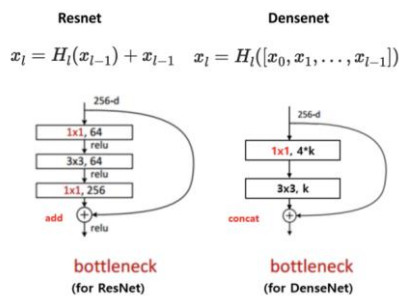 Resnet
Densenet
x_l = H_l(x_{l-1}) + x_{l-1}
x_l = H_l([x_0, x_1, ..., x_{l-1}])
256-d
1x1, 64
relu
3x3, 64
relu
1x1, 256
add
relu
bottleneck
(for ResNet)
256-d
1x1, 4*k
3x3, k
concat
bottleneck
(for DenseNet)